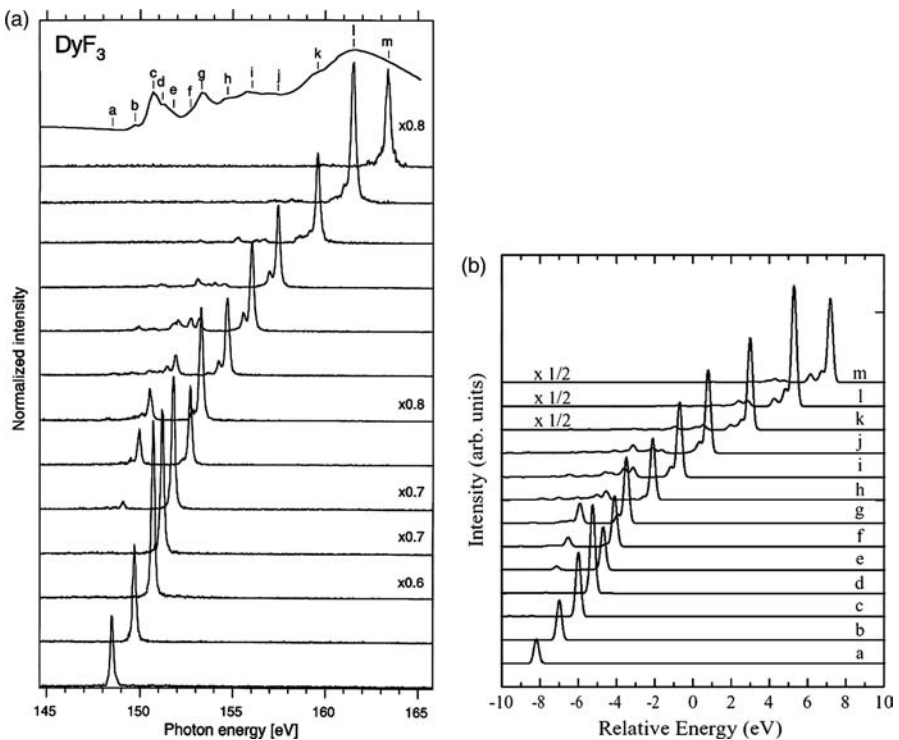 (a)
DyF3
a b c d e f g h i j k l m
x0.8
x0.8
x0.7
x0.7
x0.6
Normalized intensity
145 150 155 160 165
Photon energy [eV]
(b)
x 1/2 m
x 1/2 l
x 1/2 k
j
i
h
g
f
e
d
c
b
a
Intensity (arb. units)
-10 -8 -6 -4 -2 0 2 4 6 8 10
Relative Energy (eV)